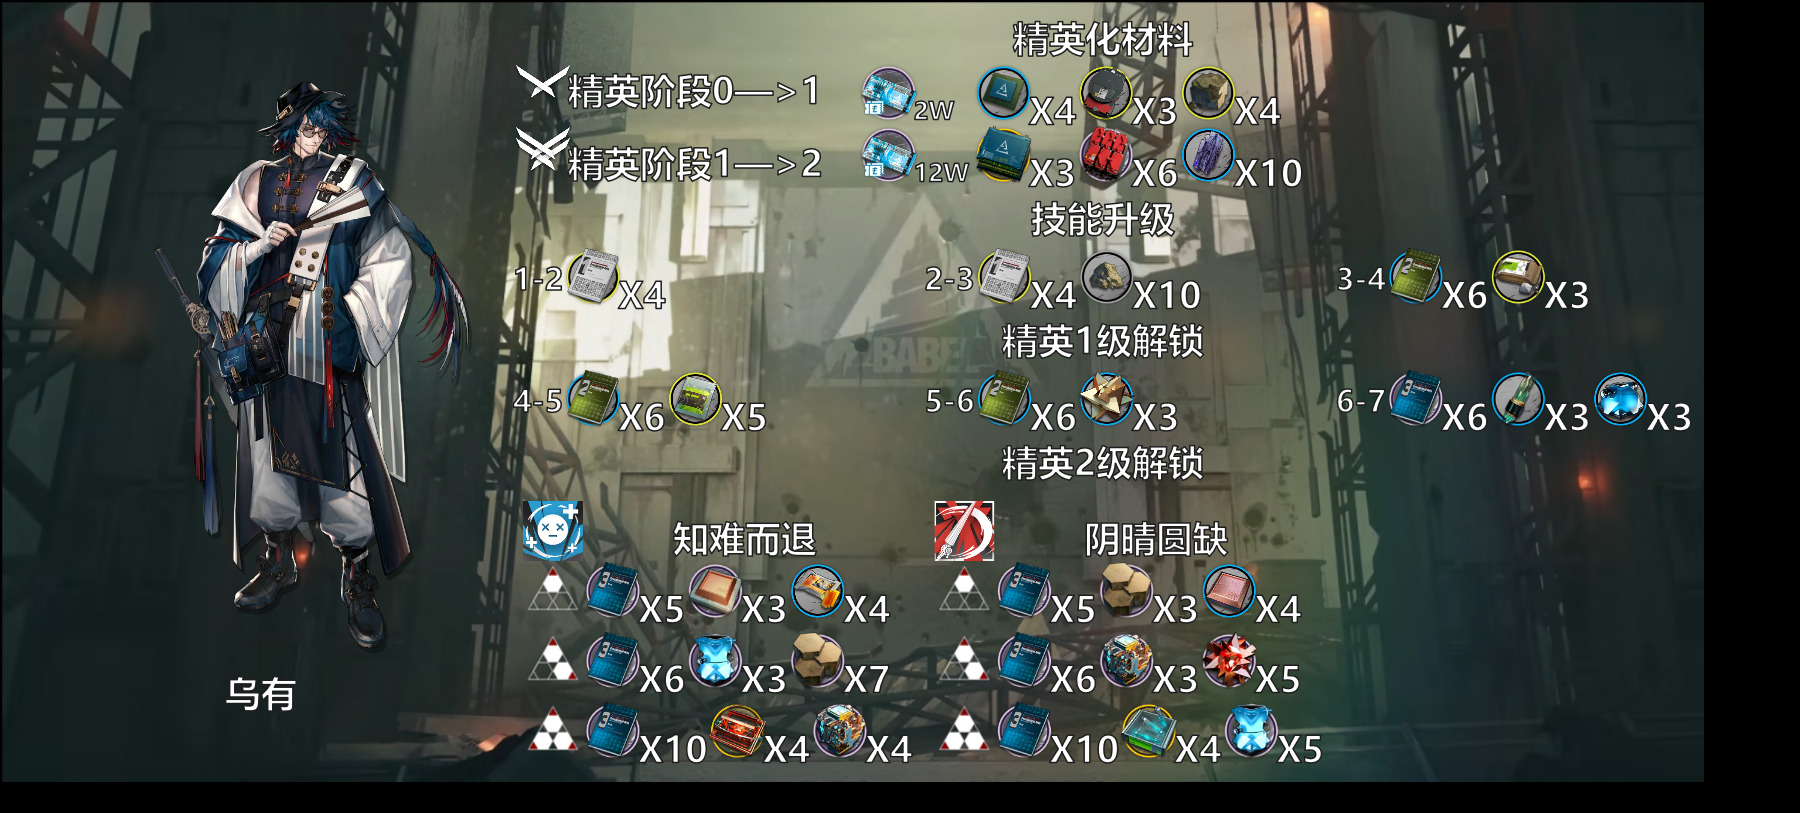 精英化材料
精英阶段0—>1 2W X4 X3 X4
精英阶段1—>2 12W X3 X6 X10
技能升级
1-2 X4 2-3 X4 X10 3-4 X6 X3
精英1级解锁
4-5 X6 X5 5-6 X6 X3 6-7 X6 X3 X3
精英2级解锁
知难而退 阴晴圆缺
X5 X3 X4 X5 X3 X4
X6 X3 X7 X6 X3 X5
X10 X4 X4 X10 X4 X5
乌有
BABEL